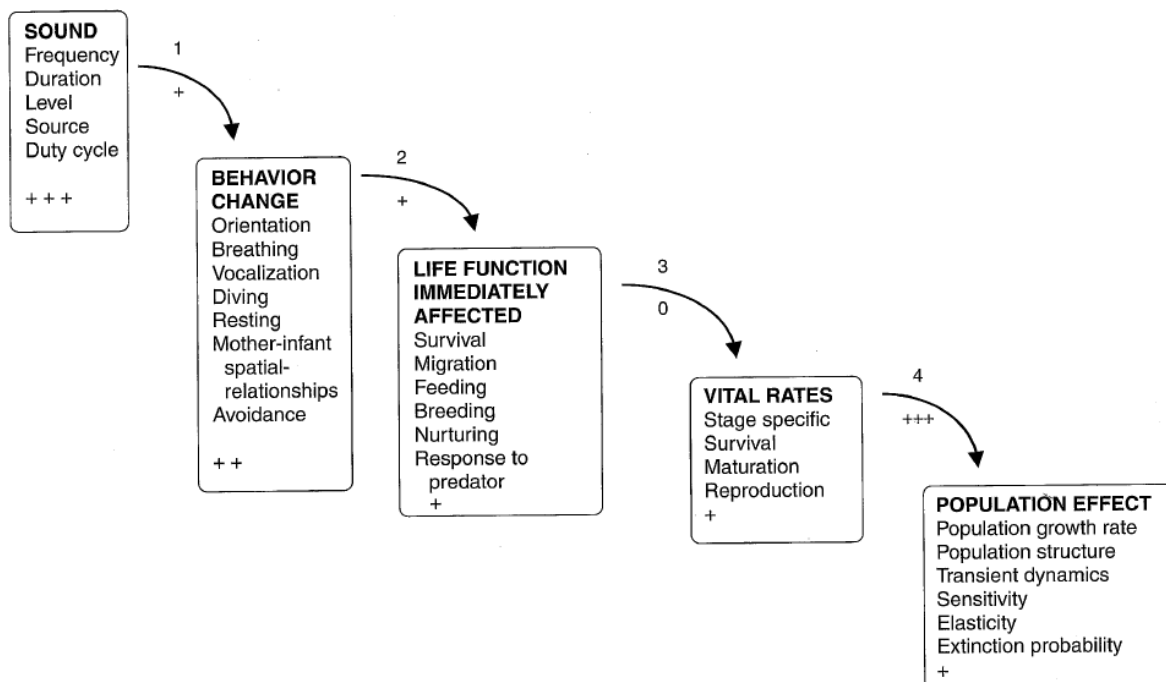 SOUND
Frequency
Duration
Level
Source
Duty cycle
+ + +
1
+
BEHAVIOR
CHANGE
Orientation
Breathing
Vocalization
Diving
Resting
Mother-infant
spatial-
relationships
Avoidance
+ +
2
+
LIFE FUNCTION
IMMEDIATELY
AFFECTED
Survival
Migration
Feeding
Breeding
Nurturing
Response to
predator
+
3
0
VITAL RATES
Stage specific
Survival
Maturation
Reproduction
+
4
+++
POPULATION EFFECT
Population growth rate
Population structure
Transient dynamics
Sensitivity
Elasticity
Extinction probability
+